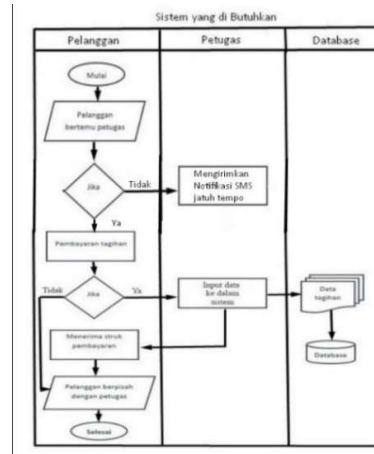 Sistem yang di Butuhkan
Pelanggan
Petugas
Database
Mulai
Pelanggan
bertemu petugas
Jika
Tidak
Mengirimkan
Notifikasi SMS
jatuh tempo
Ya
Pembayaran tagihan
Tidak
Jika
Ya
Input data
ke dalam
sistem
Data
tagihan
Menerima struk
pembayaran
Database
Pelanggan berpisah
dengan petugas
Selesai